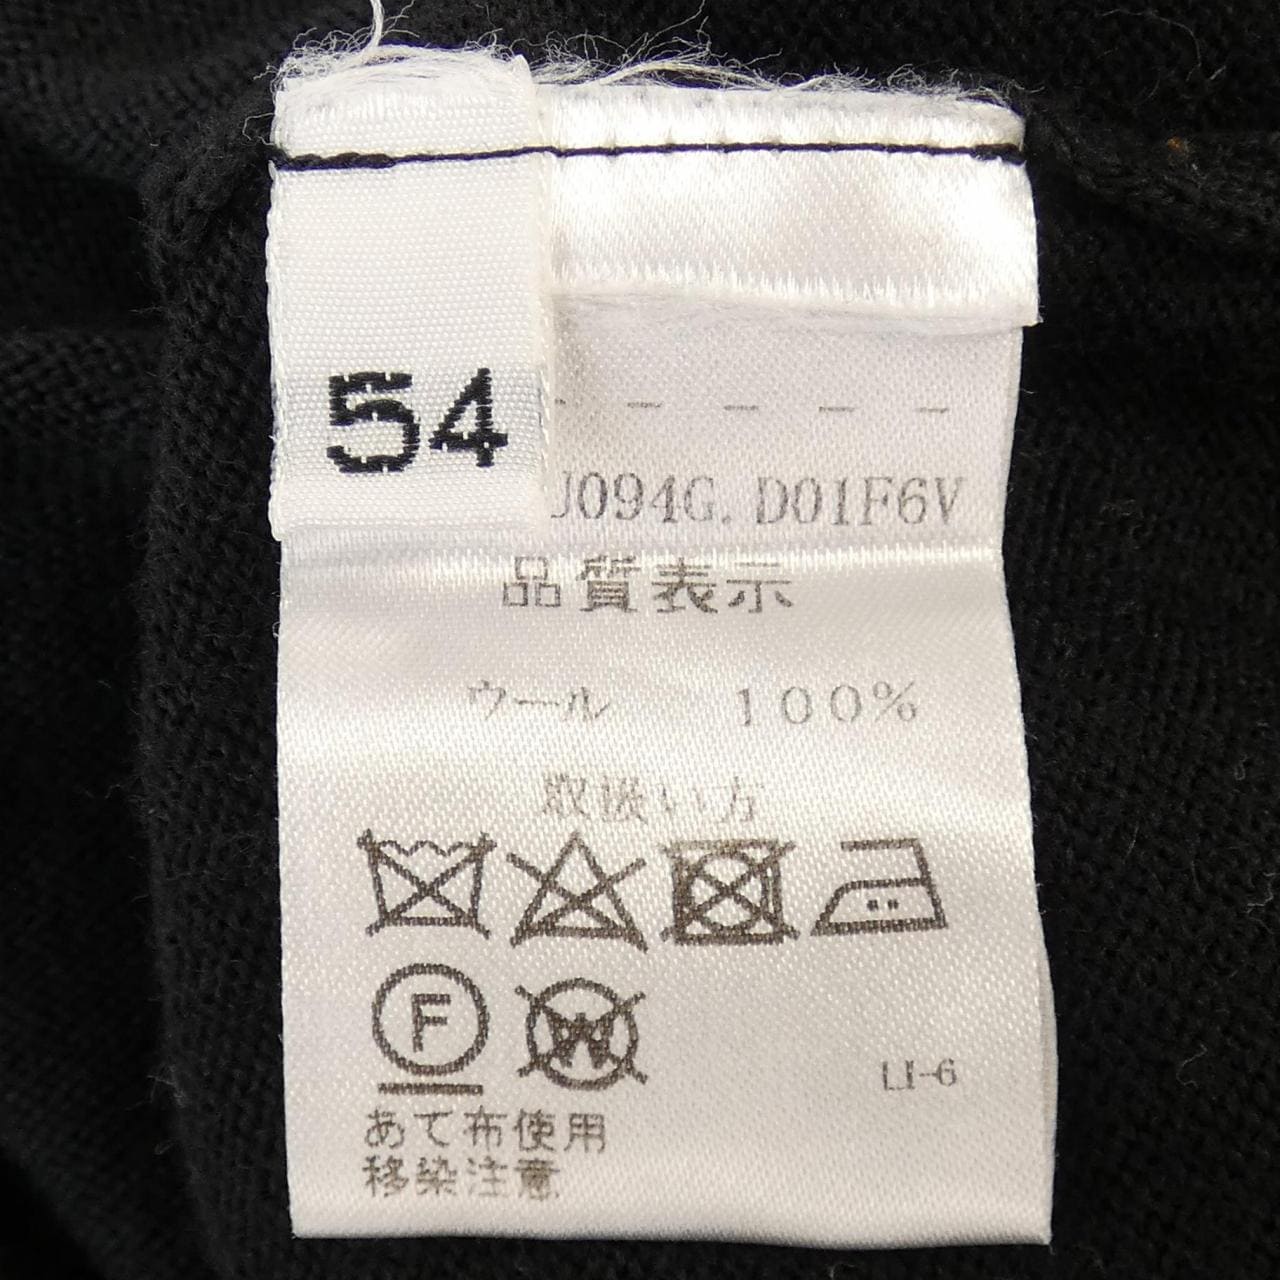 54
J094G. D01F6V
品質表示
ウール 100%
取扱い方
F W
LI-6
あて布使用
移染注意